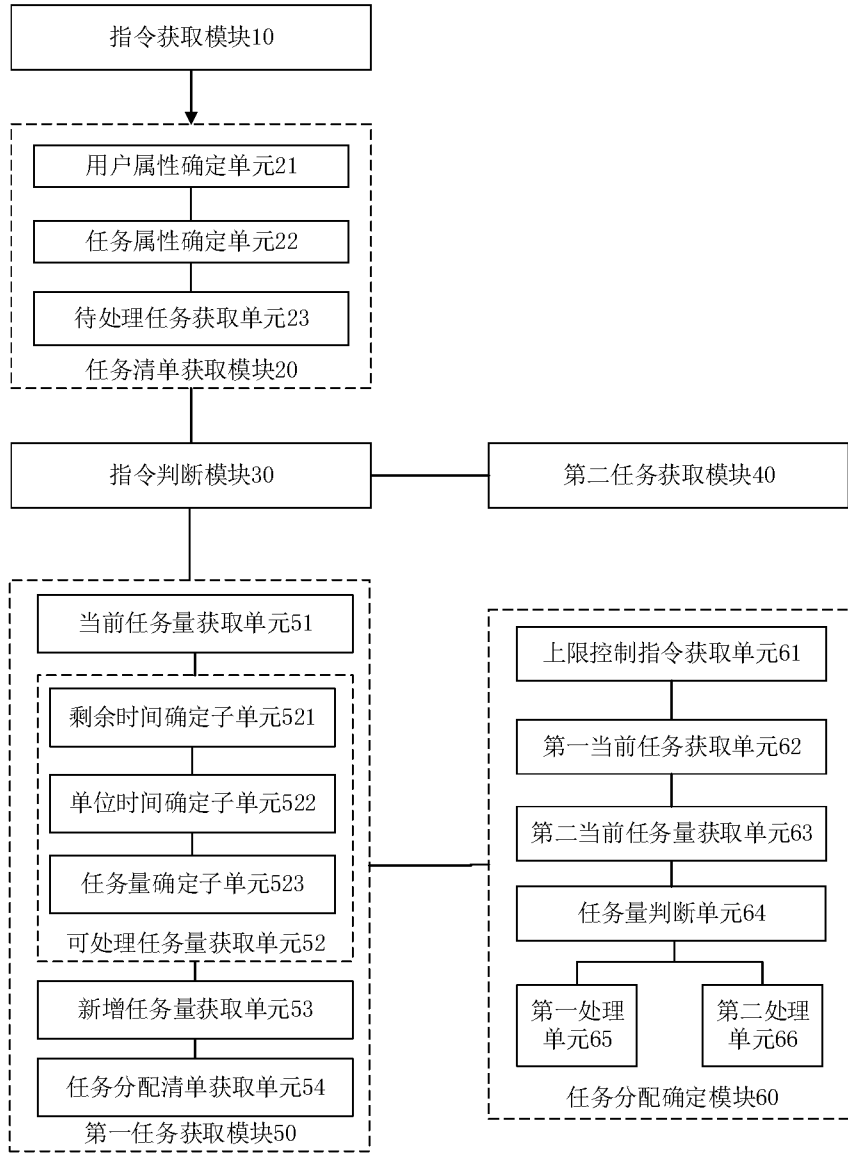 指令获取模块10
用户属性确定单元21
任务属性确定单元22
待处理任务获取单元23
任务清单获取模块20
指令判断模块30
第二任务获取模块40
当前任务量获取单元51
剩余时间确定子单元521
单位时间确定子单元522
任务量确定子单元523
可处理任务量获取单元52
新增任务量获取单元53
任务分配清单获取单元54
第一任务获取模块50
上限控制指令获取单元61
第一当前任务获取单元62
第二当前任务量获取单元63
任务量判断单元64
第一处理
单元65
第二处理
单元66
任务分配确定模块60